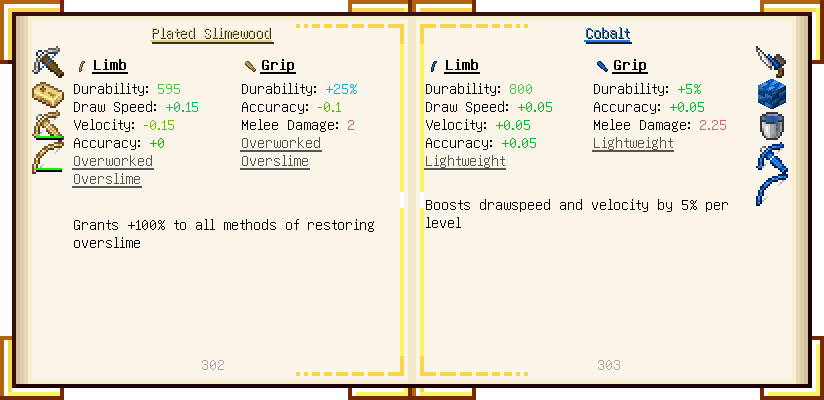 Plated Slimewood
Limb
Durability: 595
Draw Speed: +0.15
Velocity: -0.15
Accuracy: +0
Overworked
Overslime
Grip
Durability: +25%
Accuracy: -0.1
Melee Damage: 2
Overworked
Overslime
Grants +100% to all methods of restoring
overslime
302
Cobalt
Limb
Durability: 800
Draw Speed: +0.05
Velocity: +0.05
Accuracy: +0.05
Lightweight
Grip
Durability: +5%
Accuracy: +0.05
Melee Damage: 2.25
Lightweight
Boosts drawspeed and velocity by 5% per
level
303